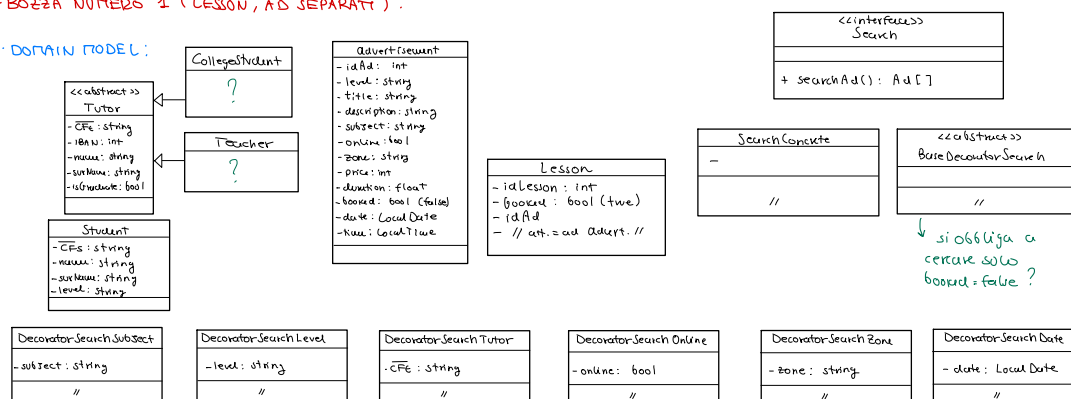 -BOZZA NUMERO 1 (LESSON, AD SEPARATI).
· DOMAIN MODEL:
CollegeStudent
?
<<abstract>>
Tutor
- CFt : string
- IBAN : int
- name : string
- surName : string
- isGraduate : bool
Teacher
?
Student
- CFs : string
- name : string
- surName : string
- level : string
advertisement
- idAd : int
- level : string
- title : string
- description : string
- subject : string
- online : bool
- zone : string
- price : int
- duration : float
- booked : bool (false)
- date : LocalDate
- time : LocalTime
Lesson
- idLesson : int
- booked : bool (true)
- idAd
- // att. = ad advert. //
<<interface>>
Search
+ searchAd() : Ad[]
SearchConcrete
-
//
<<abstract>>
BaseDecoratorSearch
//
↓ si obbliga a
cercare solo
booked = false ?
DecoratorSearchSubject
- subject : string
//
DecoratorSearchLevel
- level : string
//
DecoratorSearchTutor
- CFt : string
//
DecoratorSearchOnline
- online : bool
//
DecoratorSearchZone
- zone : string
//
DecoratorSearchDate
- date : LocalDate
//